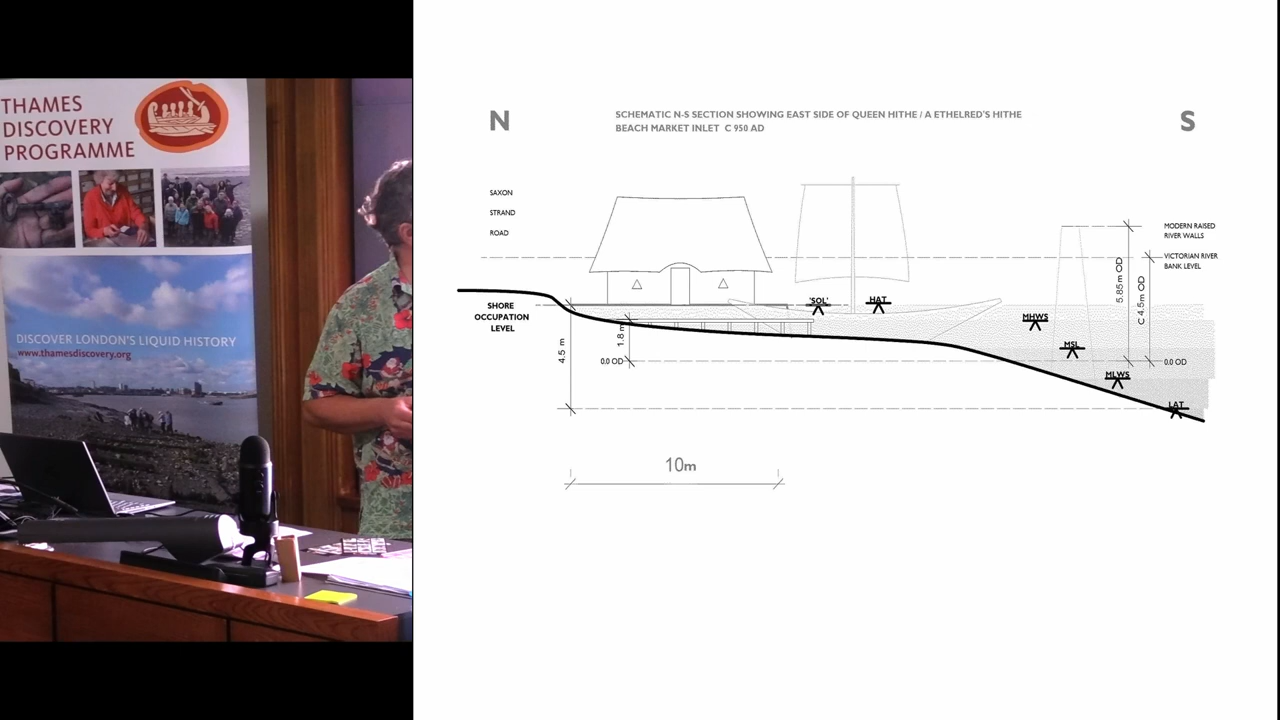 THAMES
DISCOVERY
PROGRAMME
DISCOVER LONDON'S LIQUID HISTORY
www.thamesdiscovery.org
N
SCHEMATIC N-S SECTION SHOWING EAST SIDE OF QUEEN HITHE / A ETHELRED'S HITHE
BEACH MARKET INLET C 950 AD
S
SAXON
STRAND
ROAD
MODERN RAISED
RIVER WALLS
VICTORIAN RIVER
BANK LEVEL
5.85m OD
C 4.5m OD
SHORE
OCCUPATION
LEVEL
'SOL'
HAT
MHWS
MSL
MLWS
LAT
1.8 m
4.5 m
0.0 OD
0.0 OD
10m